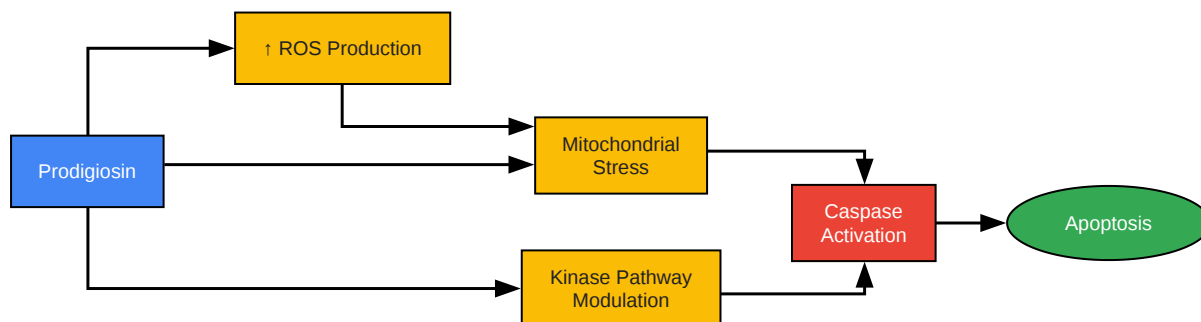 ↑ ROS Production
Prodigiosin
Mitochondrial
Stress
Caspase
Activation
Apoptosis
Kinase Pathway
Modulation